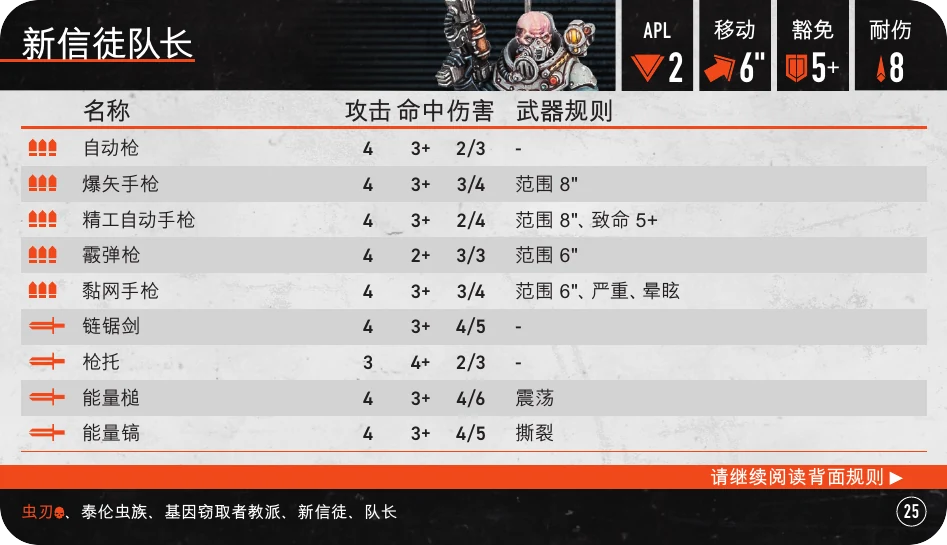 新信徒队长
APL 移动 豁免 耐伤
2 6" 5+ 8
名称 攻击 命中 伤害 武器规则
自动枪 4 3+ 2/3 -
爆矢手枪 4 3+ 3/4 范围 8"
精工自动手枪 4 3+ 2/4 范围 8"、致命 5+
霰弹枪 4 2+ 3/3 范围 6"
黏网手枪 4 3+ 3/4 范围 6"、严重、晕眩
链锯剑 4 3+ 4/5 -
枪托 3 4+ 2/3 -
能量槌 4 3+ 4/6 震荡
能量镐 4 3+ 4/5 撕裂
请继续阅读背面规则 ▶
虫刃、泰伦虫族、基因窃取者教派、新信徒、队长
25